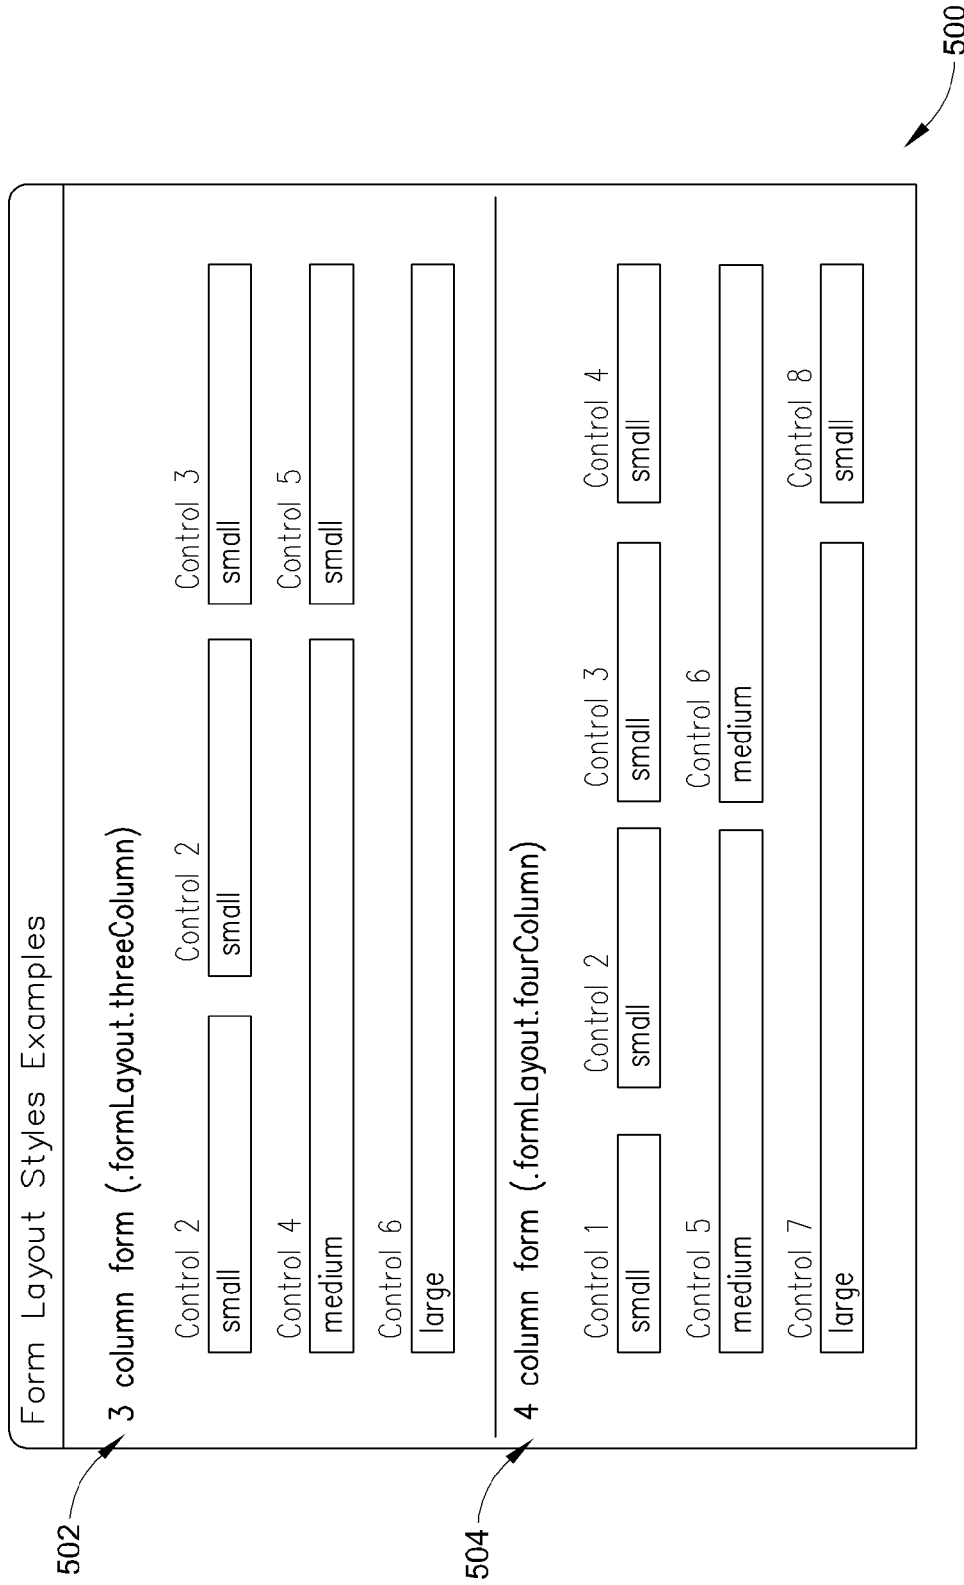 Form Layout Styles Examples
502
3 column form (.formLayout.threeColumn)
Control 2 Control 2 Control 3
small small small
Control 4 Control 5
medium small
Control 6
large
504
4 column form (.formLayout.fourColumn)
Control 1 Control 2 Control 3 Control 4
small small small small
Control 5 Control 6
medium medium
Control 7 Control 8
large small
500